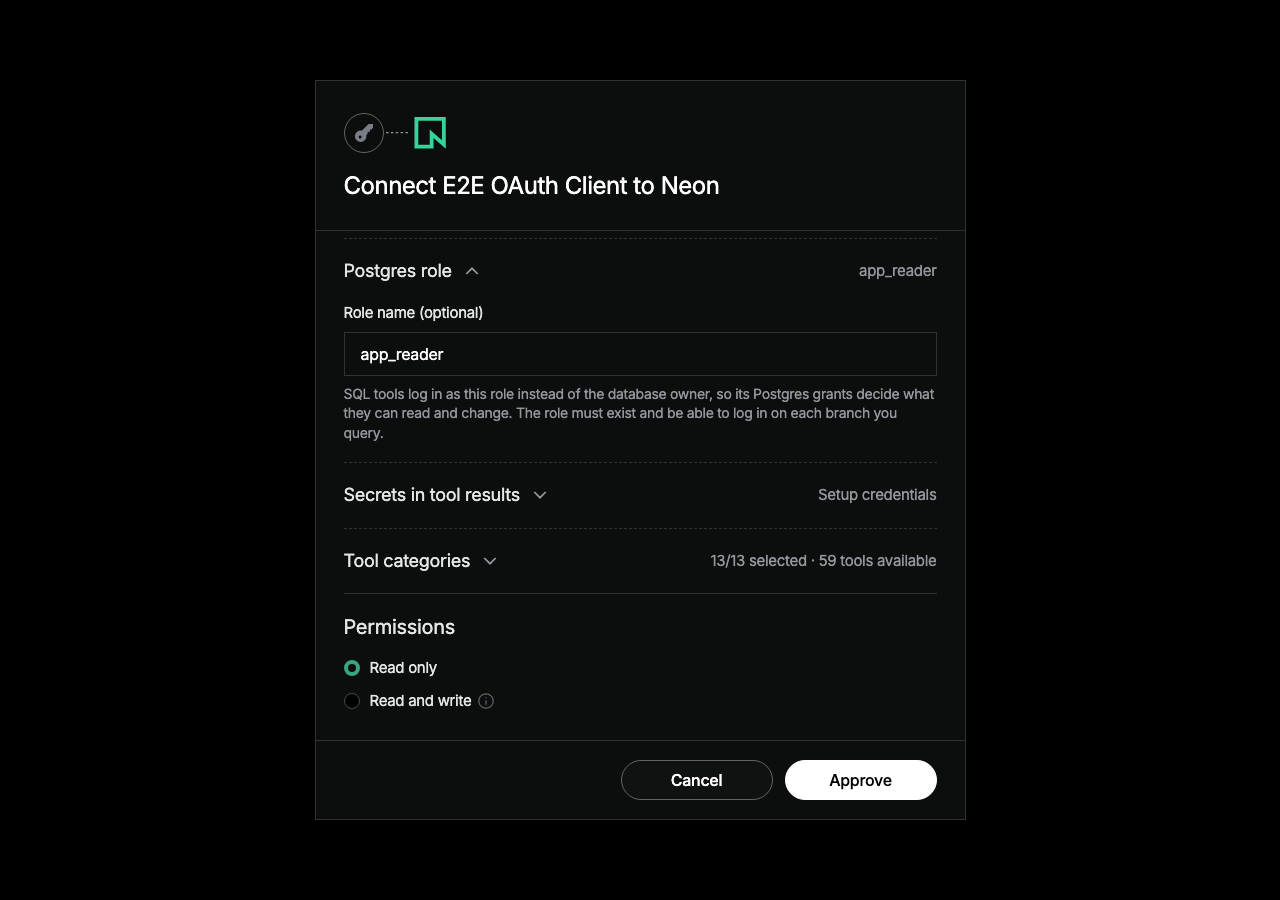 Connect E2E OAuth Client to Neon
Postgres role
app_reader
Role name (optional)
app_reader
SQL tools log in as this role instead of the database owner, so its Postgres grants decide what
they can read and change. The role must exist and be able to log in on each branch you
query.
Secrets in tool results
Setup credentials
Tool categories
13/13 selected · 59 tools available
Permissions
Read only
Read and write
Cancel
Approve